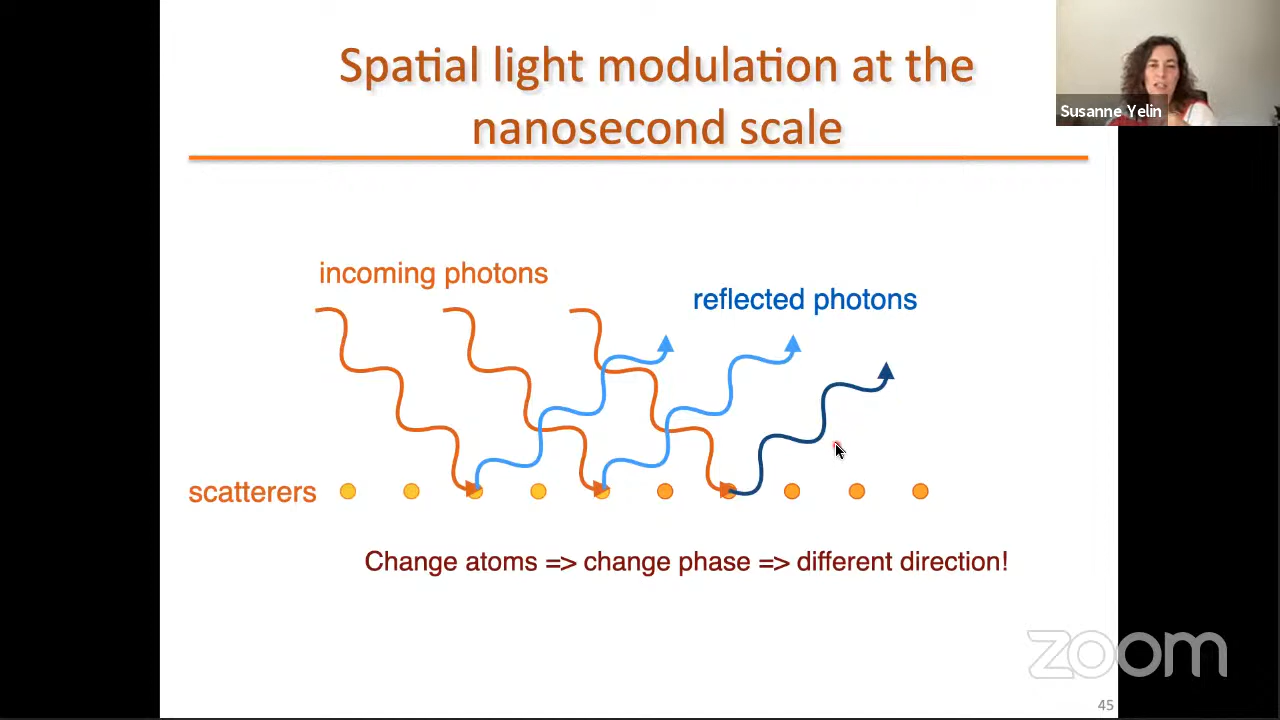 Spatial light modulation at the
nanosecond scale
Susanne Yelin
incoming photons
reflected photons
scatterers
Change atoms => change phase => different direction!
zoom
45